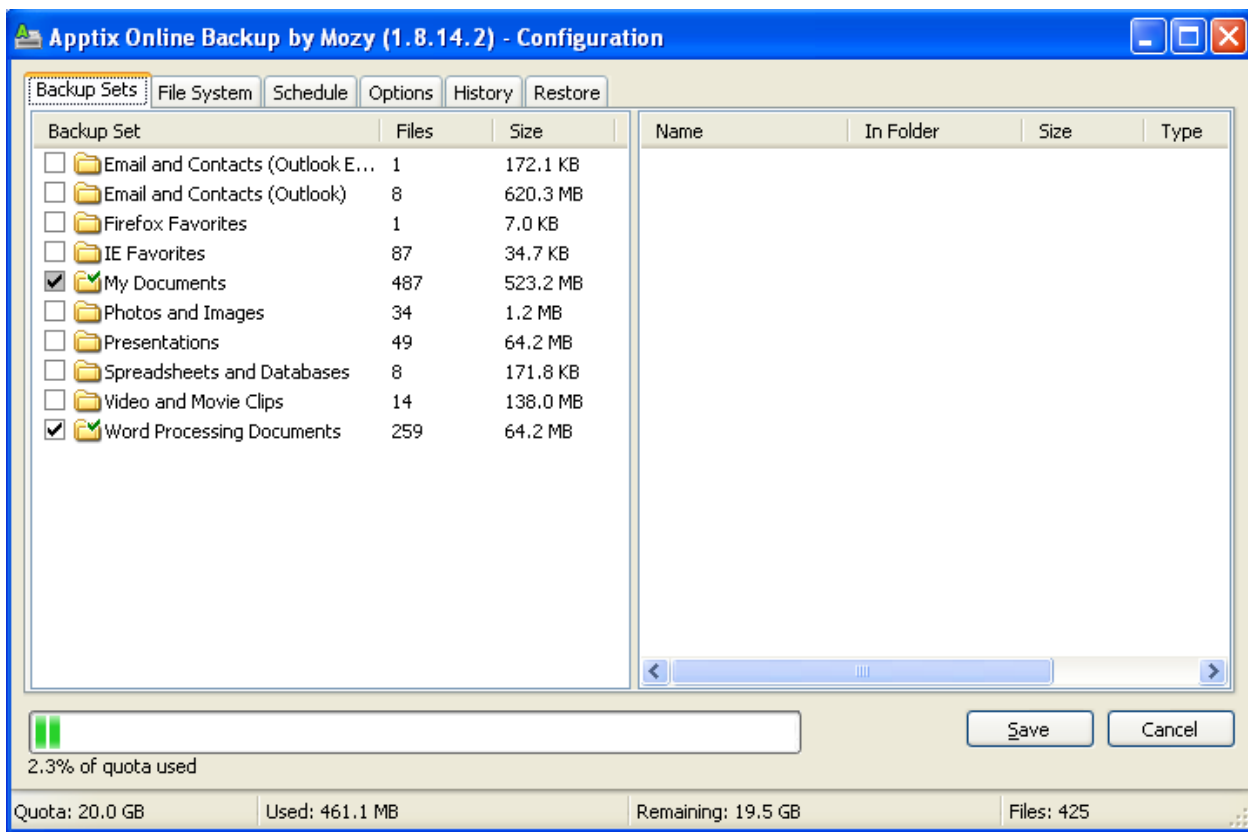 Apptix Online Backup by Mozy (1.8.14.2) - Configuration
Backup Sets File System Schedule Options History Restore
Backup Set Files Size Name In Folder Size Type
Email and Contacts (Outlook E... 1 172.1 KB
Email and Contacts (Outlook) 8 620.3 MB
Firefox Favorites 1 7.0 KB
IE Favorites 87 34.7 KB
My Documents 487 523.2 MB
Photos and Images 34 1.2 MB
Presentations 49 64.2 MB
Spreadsheets and Databases 8 171.8 KB
Video and Movie Clips 14 138.0 MB
Word Processing Documents 259 64.2 MB
Save Cancel
2.3% of quota used
Quota: 20.0 GB Used: 461.1 MB Remaining: 19.5 GB Files: 425